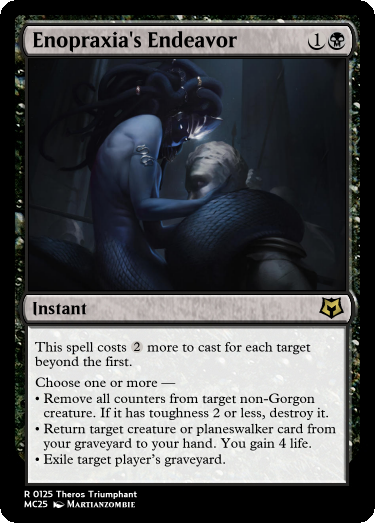 Enopraxia's Endeavor 1
Instant
This spell costs 2 more to cast for each target
beyond the first.
Choose one or more —
• Remove all counters from target non-Gorgon
creature. If it has toughness 2 or less, destroy it.
• Return target creature or planeswalker card from
your graveyard to your hand. You gain 4 life.
• Exile target player's graveyard.
R 0125 Theros Triumphant
MC25 Martianzombie